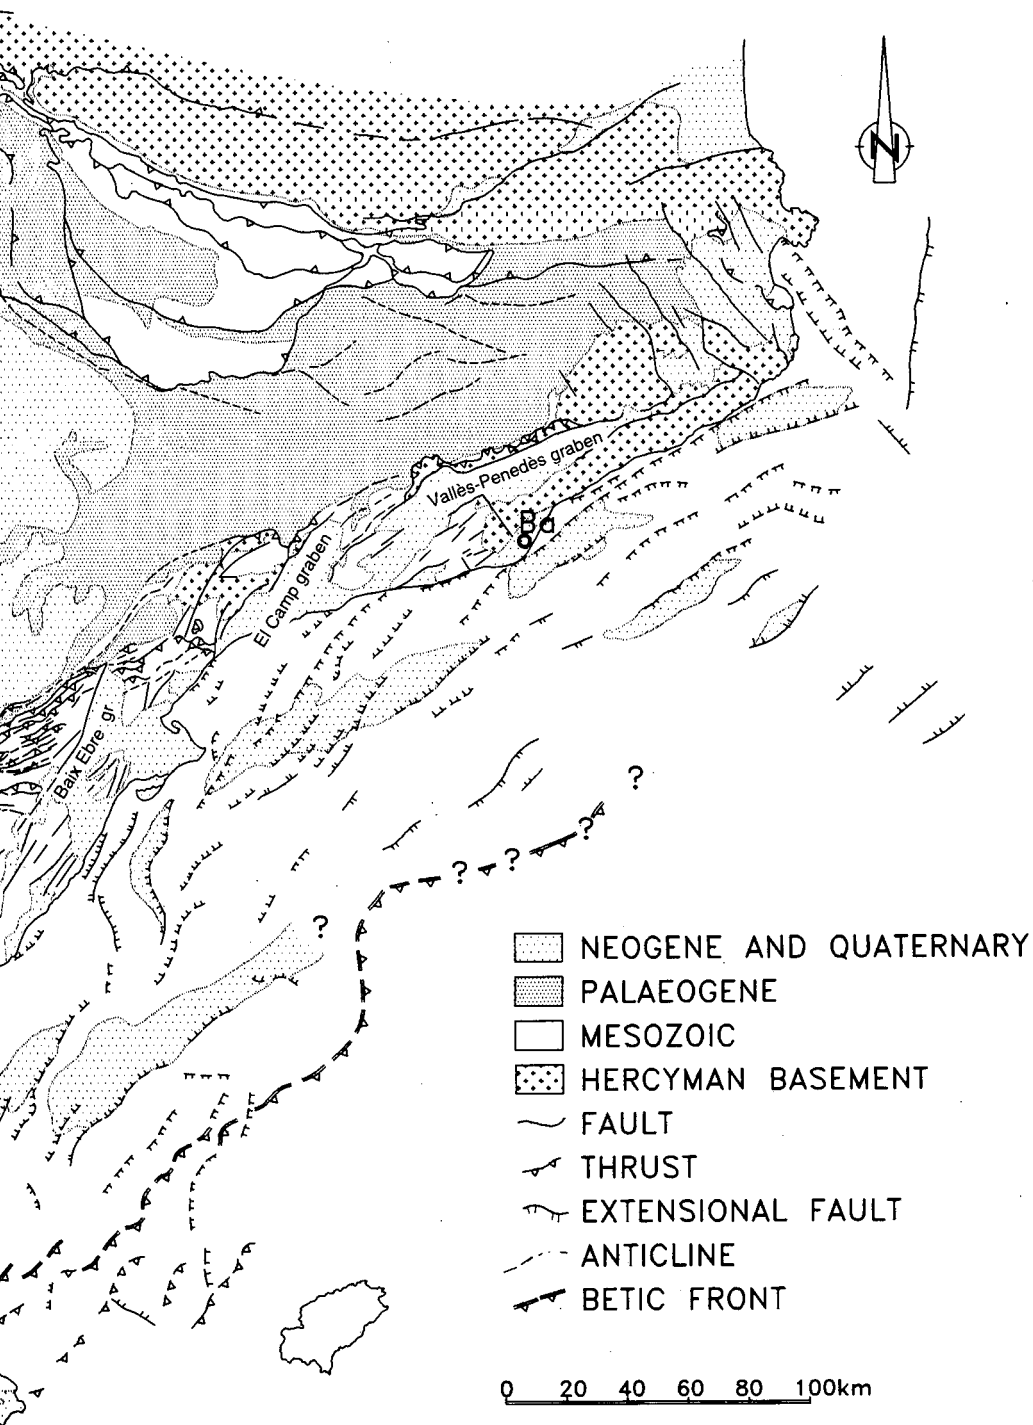 N
Vallès-Penedès graben
Ba
El Camp graben
Baix Ebre gr
?
?
?
?
?
NEOGENE AND QUATERNARY
PALAEOGENE
MESOZOIC
HERCYMAN BASEMENT
FAULT
THRUST
EXTENSIONAL FAULT
ANTICLINE
BETIC FRONT
0 20 40 60 80 100km